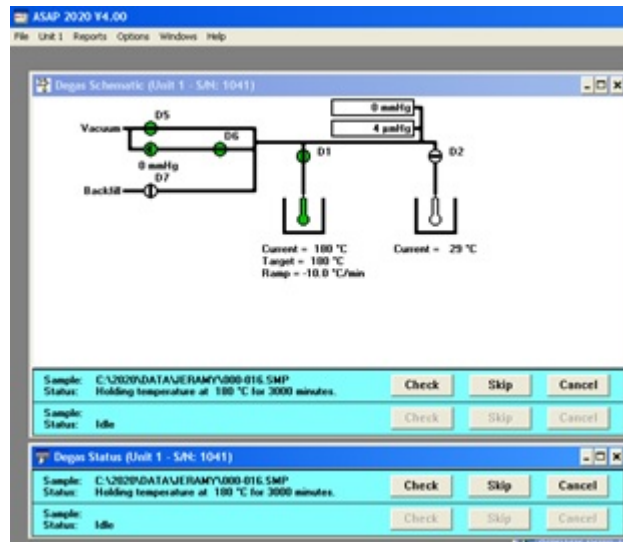 ASAP 2020 V4.00
File Unit 1 Reports Options Windows Help
Degas Schematic (Unit 1 - S/N: 1041)
0 mmHg
4 µmHg
D5
Vacuum
D6
0 mmHg
D7
Backfill
D1
D2
Current = 180 °C
Target = 180 °C
Ramp = -10.0 °C/min
Current = 29 °C
Sample: C:\2020\DATA\JERAMY\000-016.SMP
Status: Holding temperature at 180 °C for 3000 minutes.
Check Skip Cancel
Sample:
Status: Idle
Check Skip Cancel
Degas Status (Unit 1 - S/N: 1041)
Sample: C:\2020\DATA\JERAMY\000-016.SMP
Status: Holding temperature at 180 °C for 3000 minutes.
Check Skip Cancel
Sample:
Status: Idle
Check Skip Cancel